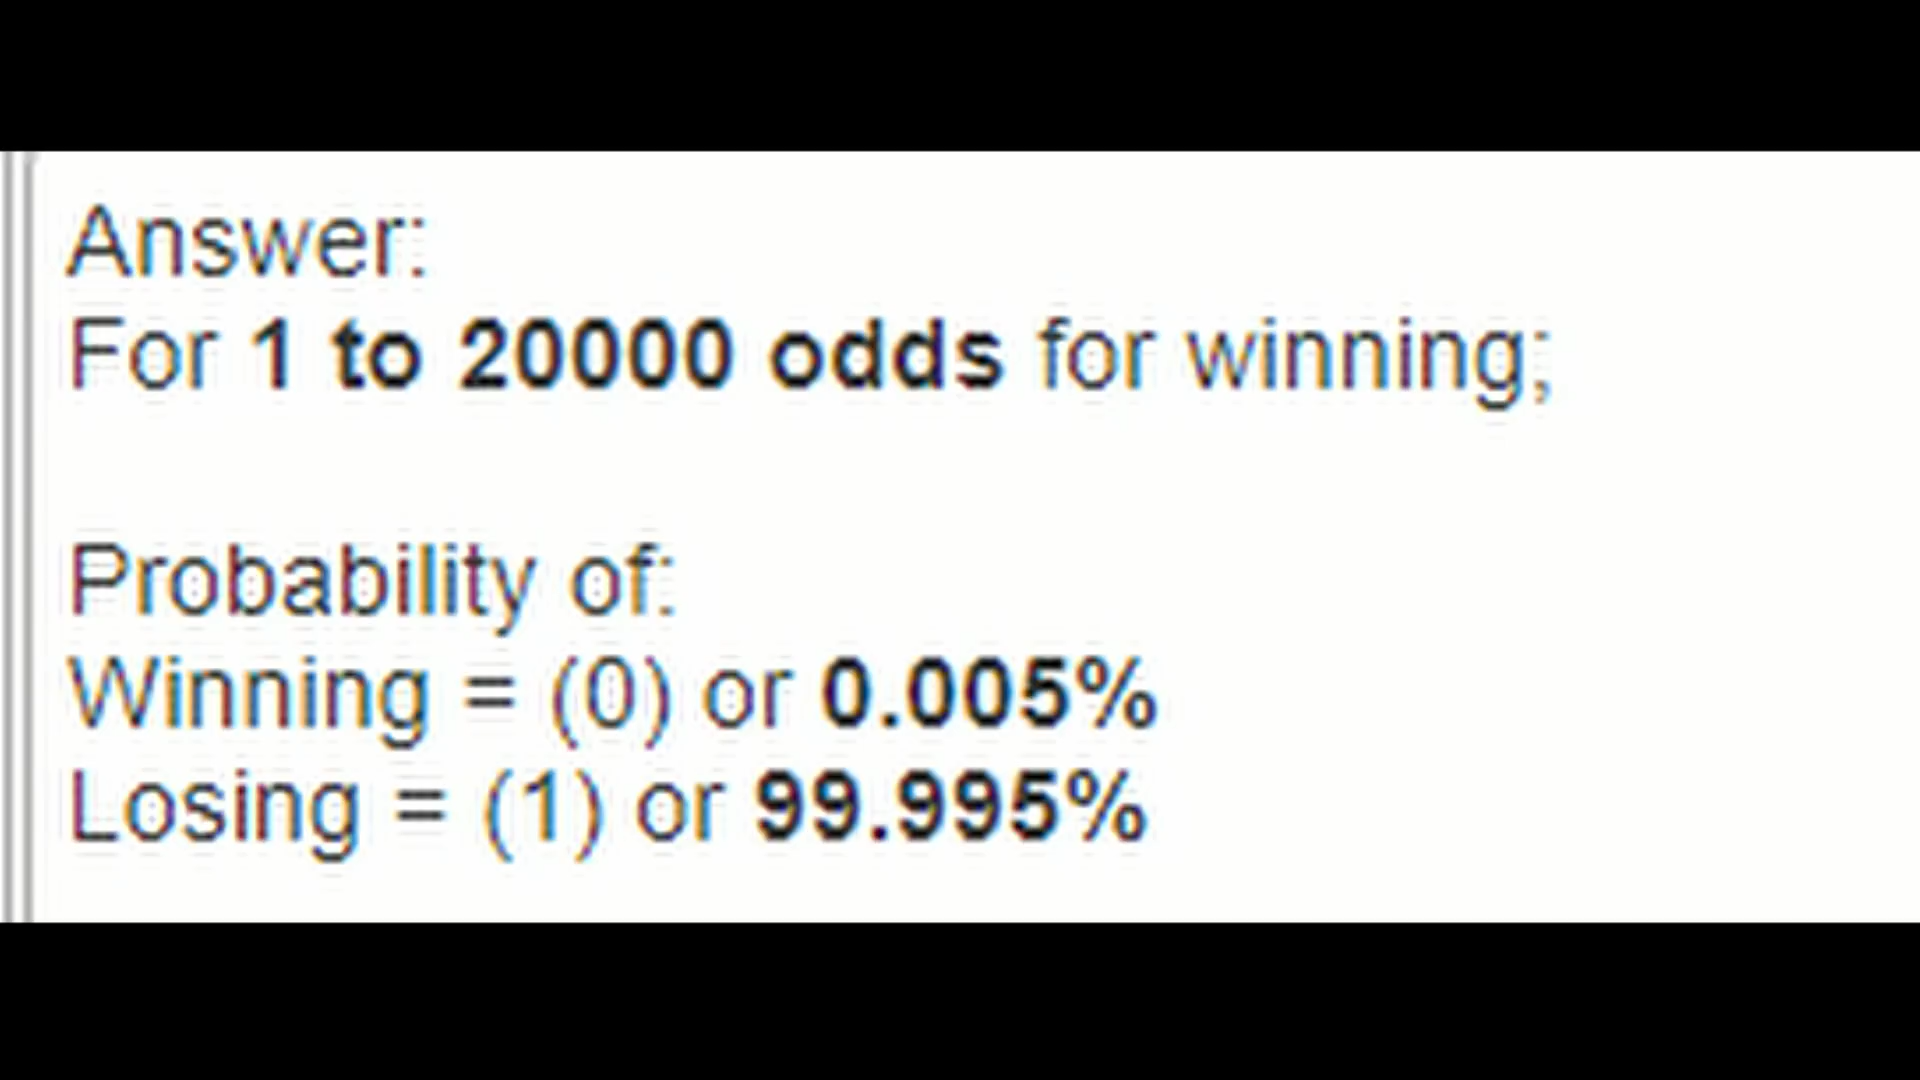 Answer:
For 1 to 20000 odds for winning;
Probability of:
Winning = (0) or 0.005%
Losing = (1) or 99.995%